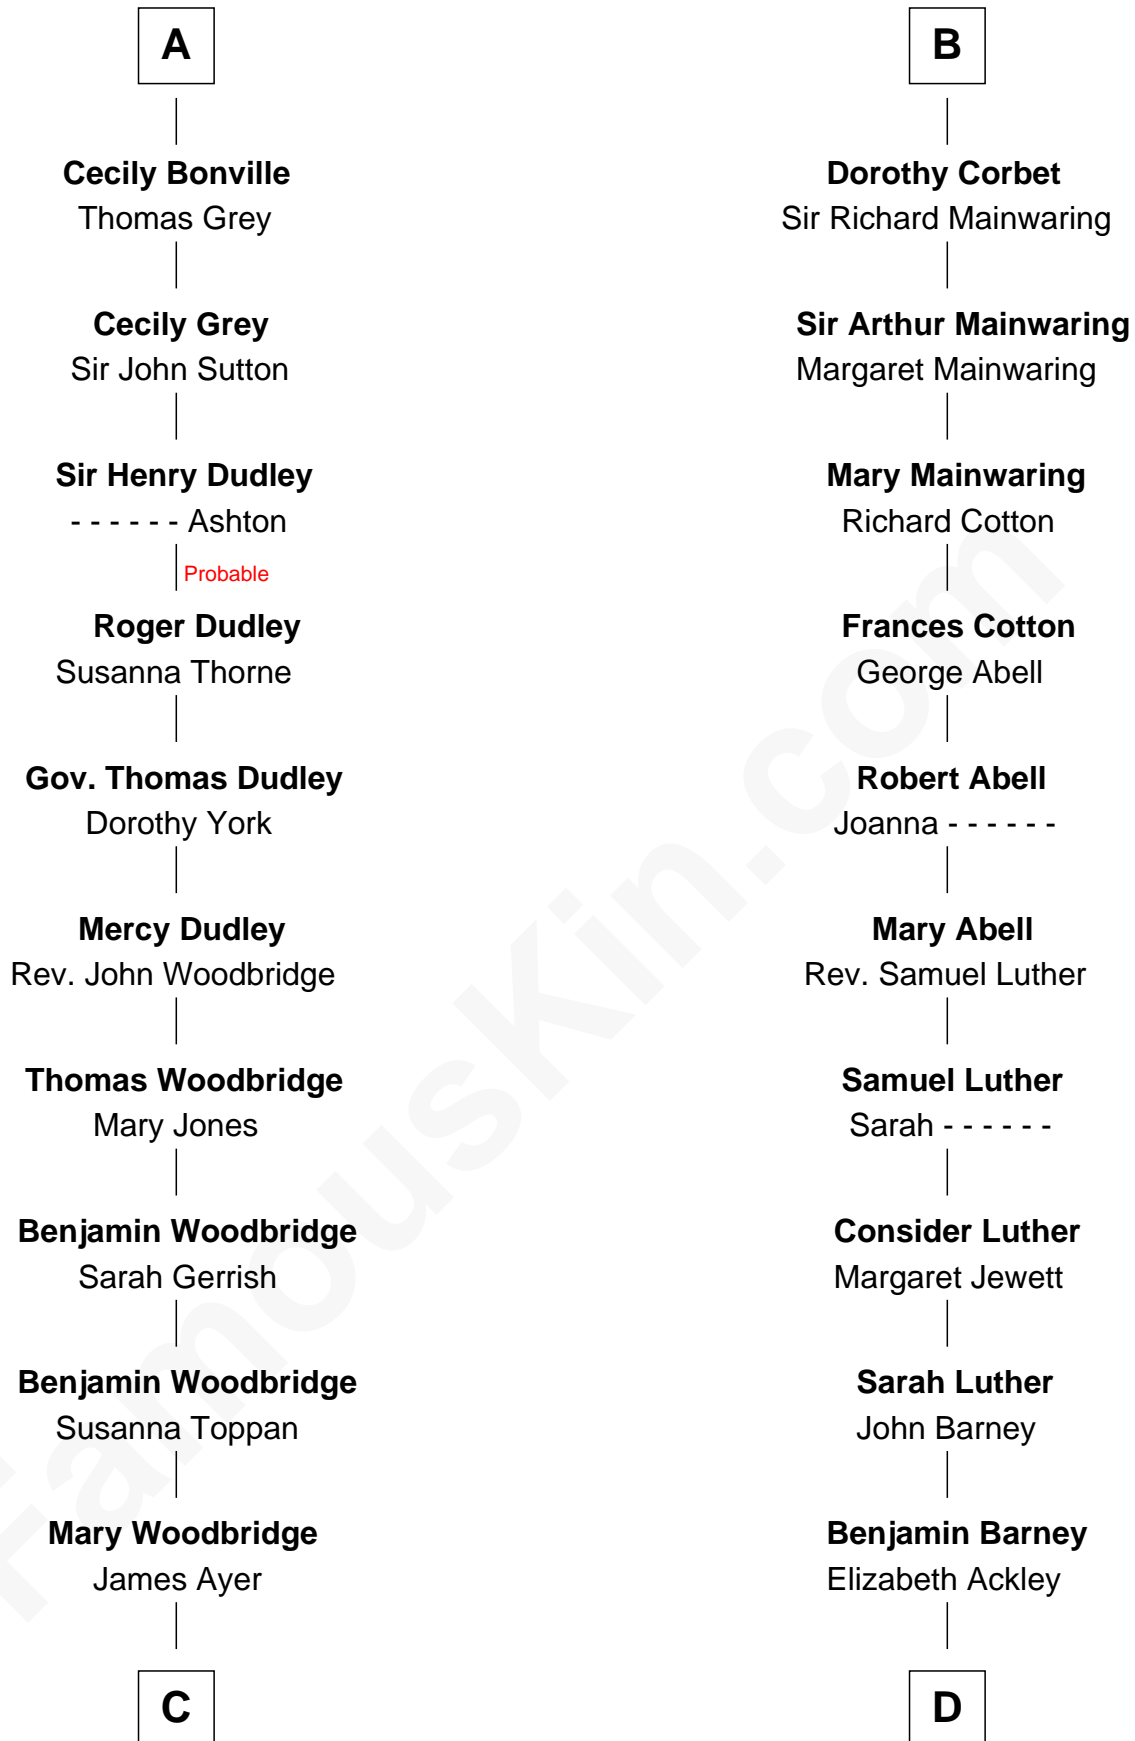 A
Cecily Bonville
Thomas Grey
Cecily Grey
Sir John Sutton
Sir Henry Dudley
- - - - - - Ashton
Probable
Roger Dudley
Susanna Thorne
Gov. Thomas Dudley
Dorothy York
Mercy Dudley
Rev. John Woodbridge
Thomas Woodbridge
Mary Jones
Benjamin Woodbridge
Sarah Gerrish
Benjamin Woodbridge
Susanna Toppan
Mary Woodbridge
James Ayer
C
B
Dorothy Corbet
Sir Richard Mainwaring
Sir Arthur Mainwaring
Margaret Mainwaring
Mary Mainwaring
Richard Cotton
Frances Cotton
George Abell
Robert Abell
Joanna - - - - - -
Mary Abell
Rev. Samuel Luther
Samuel Luther
Sarah - - - - - -
Consider Luther
Margaret Jewett
Sarah Luther
John Barney
Benjamin Barney
Elizabeth Ackley
D
FamousKin.com